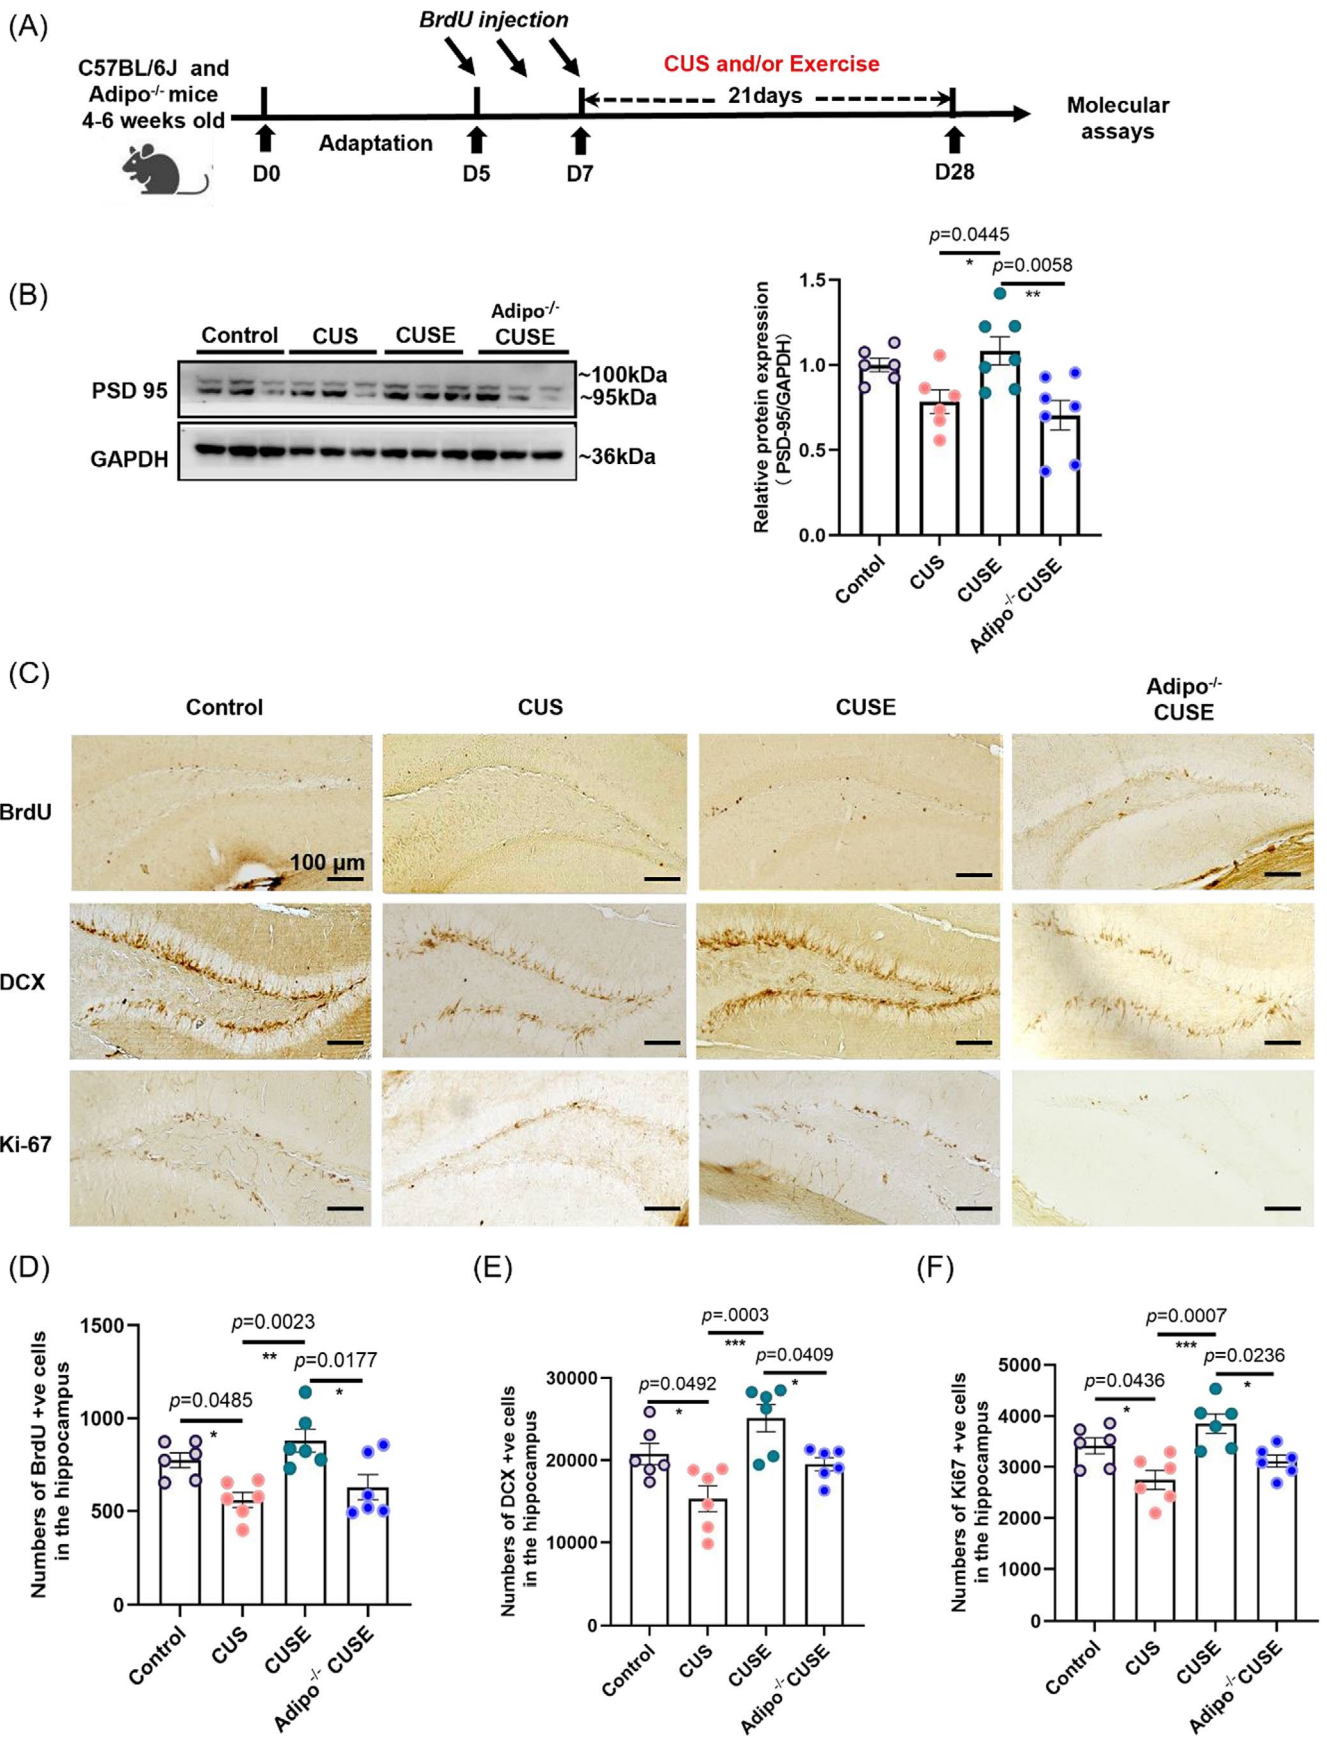 (A)
BrdU injection
C57BL/6J and
Adipo-/- mice
4-6 weeks old
CUS and/or Exercise
21days
Molecular
assays
Adaptation
D0
D5
D7
D28
(B)
Control
CUS
CUSE
Adipo-/-
CUSE
PSD 95
~100kDa
~95kDa
GAPDH
~36kDa
p=0.0445
*
p=0.0058
**
Relative protein expression
( PSD-95/GAPDH)
1.5
1.0
0.5
0.0
Contol
CUS
CUSE
Adipo-/- CUSE
(C)
Control
CUS
CUSE
Adipo-/-
CUSE
BrdU
100 μm
DCX
Ki-67
(D)
Numbers of BrdU +ve cells
in the hippocampus
1500
1000
500
0
p=0.0485
*
p=0.0023
**
p=0.0177
*
Control
CUS
CUSE
Adipo-/- CUSE
(E)
Numbers of DCX +ve cells
in the hippocampus
30000
20000
10000
0
p=0.0492
*
p=.0003
***
p=0.0409
*
Control
CUS
CUSE
Adipo-/- CUSE
(F)
Numbers of Ki67 +ve cells
in the hippocampus
5000
4000
3000
2000
1000
0
p=0.0436
*
p=0.0007
***
p=0.0236
*
Control
CUS
CUSE
Adipo-/- CUSE